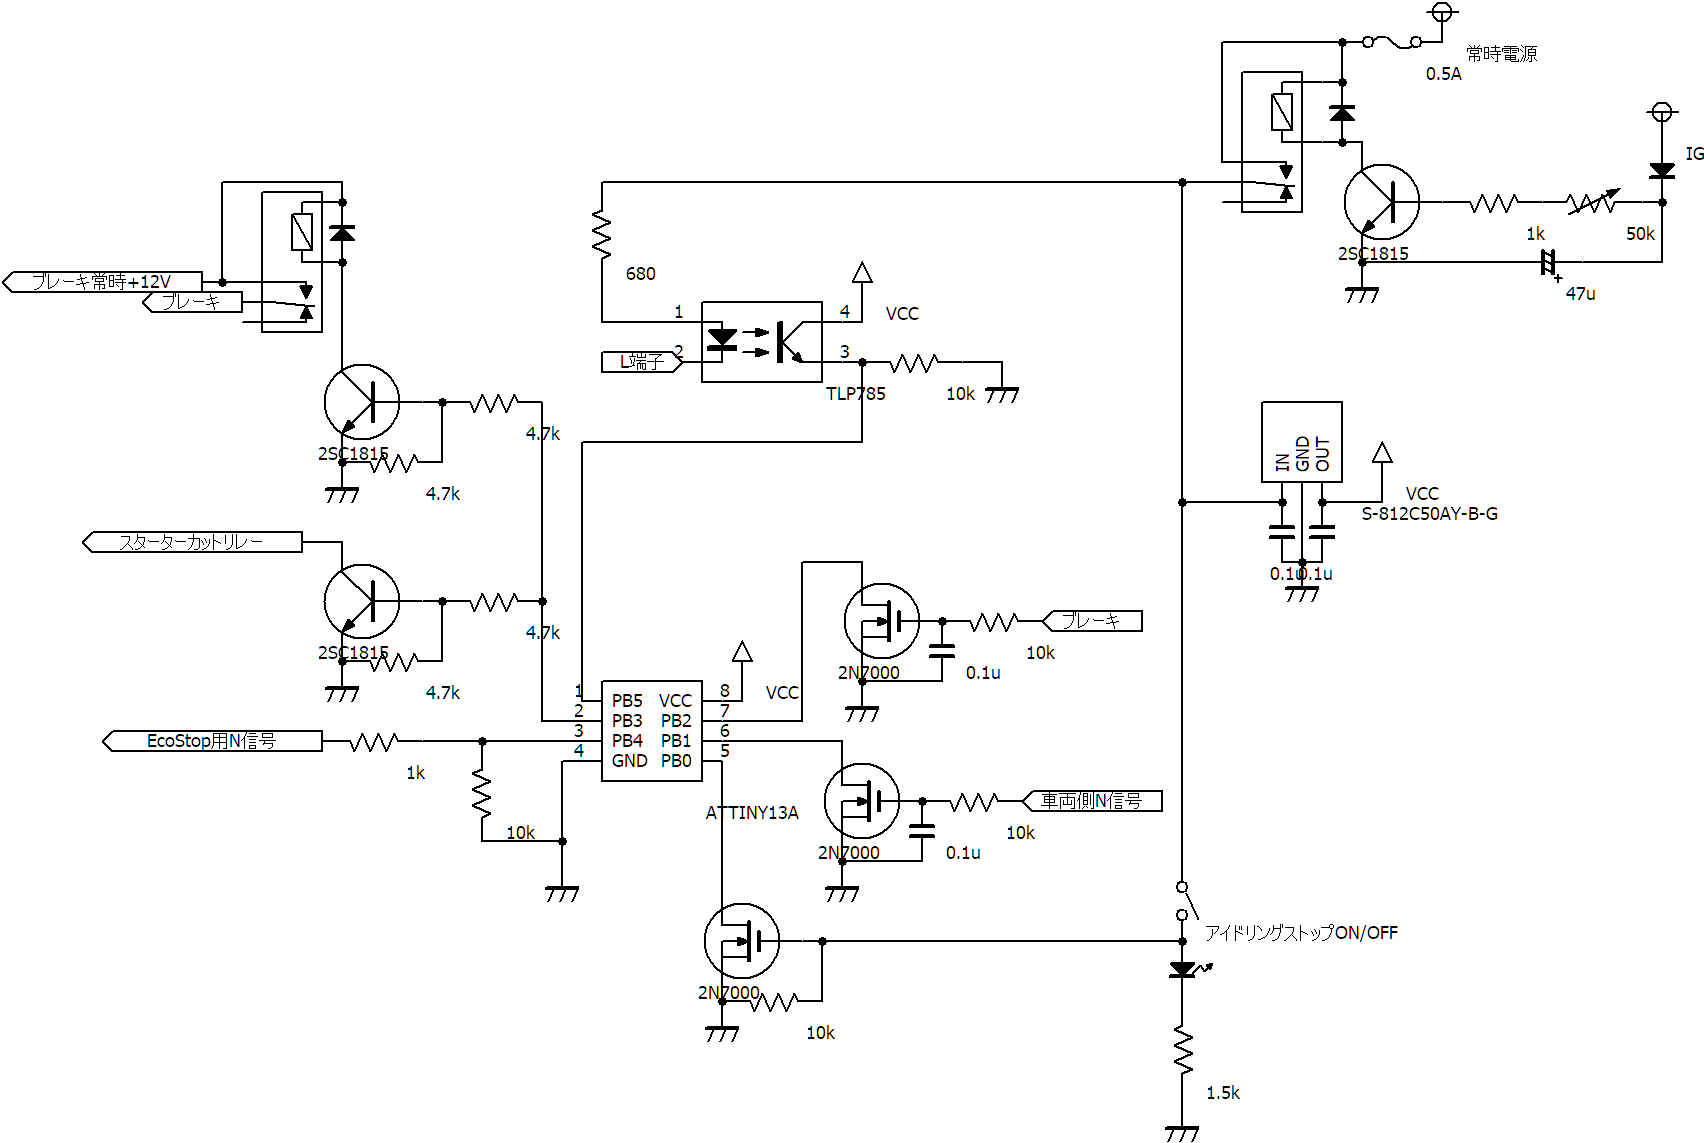 常時電源
0.5A
IG
1k
50k
2SC1815
47u
ブレーキ常時+12V
ブレーキ
680
1
4
VCC
L端子
2
3
TLP785
10k
4.7k
2SC1815
4.7k
IN
GND
OUT
VCC
S-812C50AY-B-G
0.1u
0.1u
スターターカットリレー
4.7k
2SC1815
4.7k
ブレーキ
10k
2N7000
0.1u
VCC
1
PB5
VCC
8
2
PB3
PB2
7
3
PB4
PB1
6
4
GND
PB0
5
EcoStop用N信号
1k
10k
ATTINY13A
車両側N信号
10k
2N7000
0.1u
アイドリングストップON/OFF
2N7000
10k
1.5k